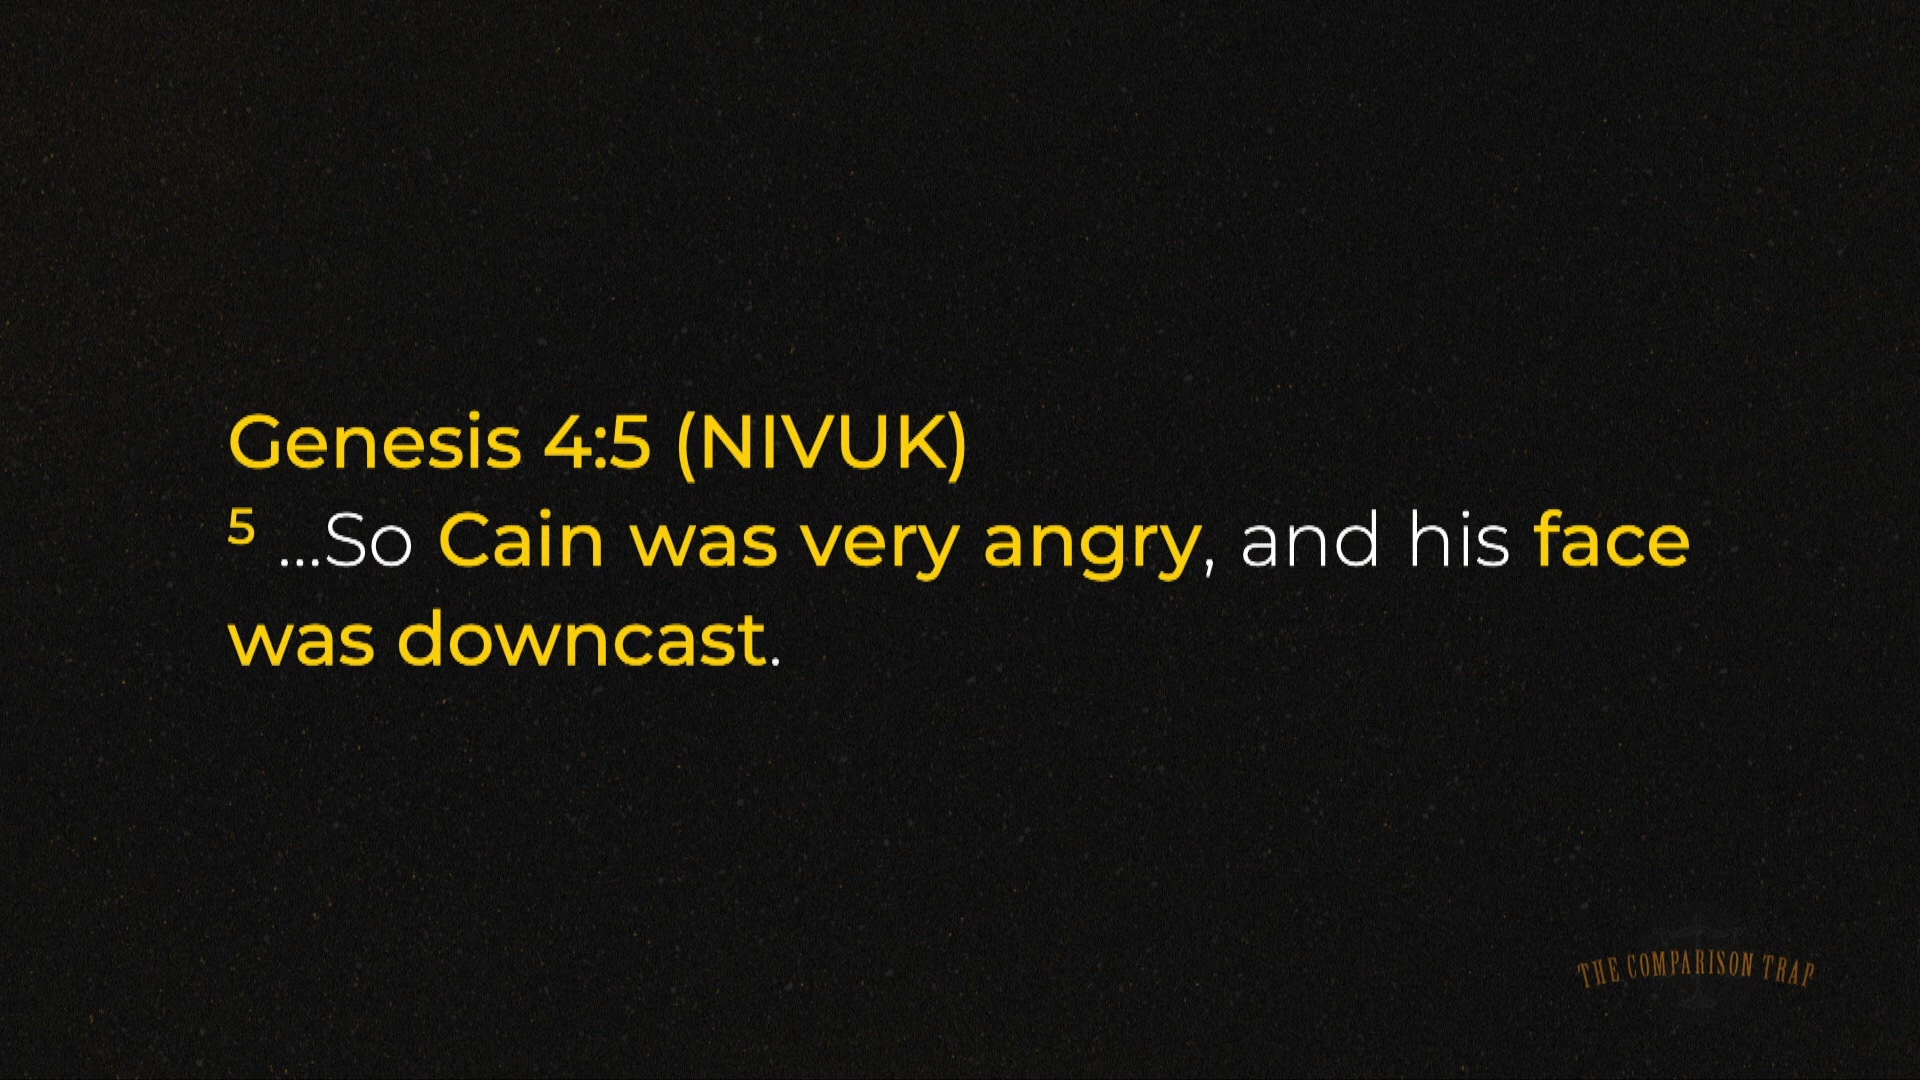 Genesis 4:5 (NIVUK)
5 ...So Cain was very angry, and his face
was downcast.
THE COMPARISON TRAP